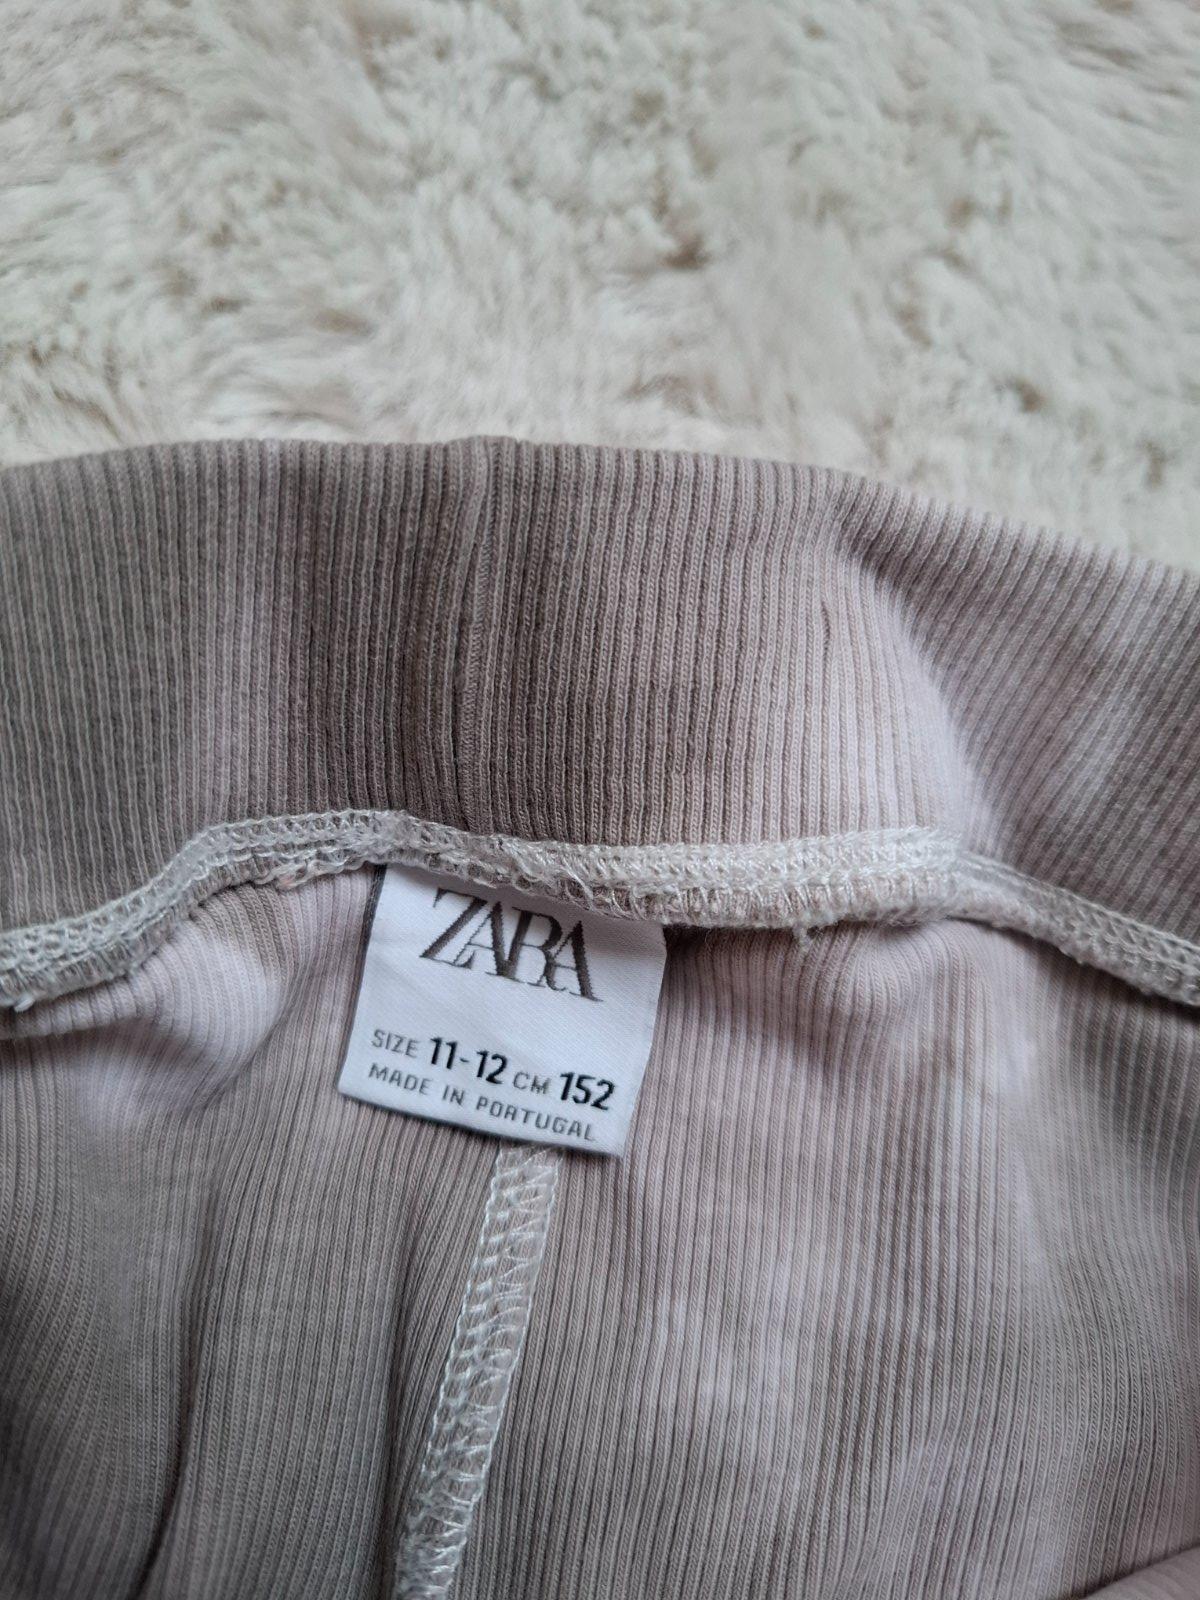 ZARA
SIZE 11-12 CM 152
MADE IN PORTUGAL